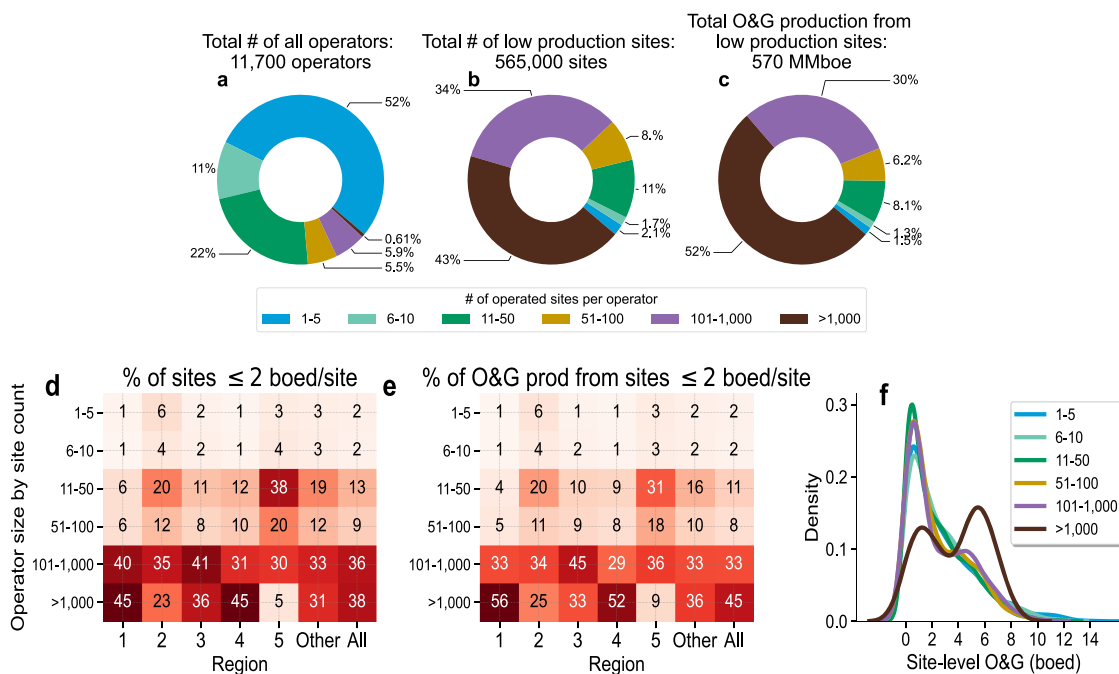 Total # of all operators:
11,700 operators
Total # of low production sites:
565,000 sites
Total O&G production from
low production sites:
570 MMboe
a
52%
11%
22%
0.61%
5.9%
5.5%
b
34%
8.%
11%
1.7%
2.1%
43%
c
30%
6.2%
8.1%
1.3%
1.5%
52%
# of operated sites per operator
1-5 6-10 11-50 51-100 101-1,000 >1,000
d % of sites ≤ 2 boed/site
Operator size by site count
1-5 1 6 2 1 3 3 2
6-10 1 4 2 1 4 3 2
11-50 6 20 11 12 38 19 13
51-100 6 12 8 10 20 12 9
101-1,000 40 35 41 31 30 33 36
>1,000 45 23 36 45 5 31 38
1 2 3 4 5 Other All
Region
e % of O&G prod from sites ≤ 2 boed/site
1-5 1 6 1 1 3 2 2
6-10 1 4 2 1 3 2 2
11-50 4 20 10 9 31 16 11
51-100 5 11 9 8 18 10 8
101-1,000 33 34 45 29 36 33 33
>1,000 56 25 33 52 9 36 45
1 2 3 4 5 Other All
Region
f
1-5
6-10
11-50
51-100
101-1,000
>1,000
Density
0.3
0.2
0.1
0.0
0 2 4 6 8 10 12 14
Site-level O&G (boed)